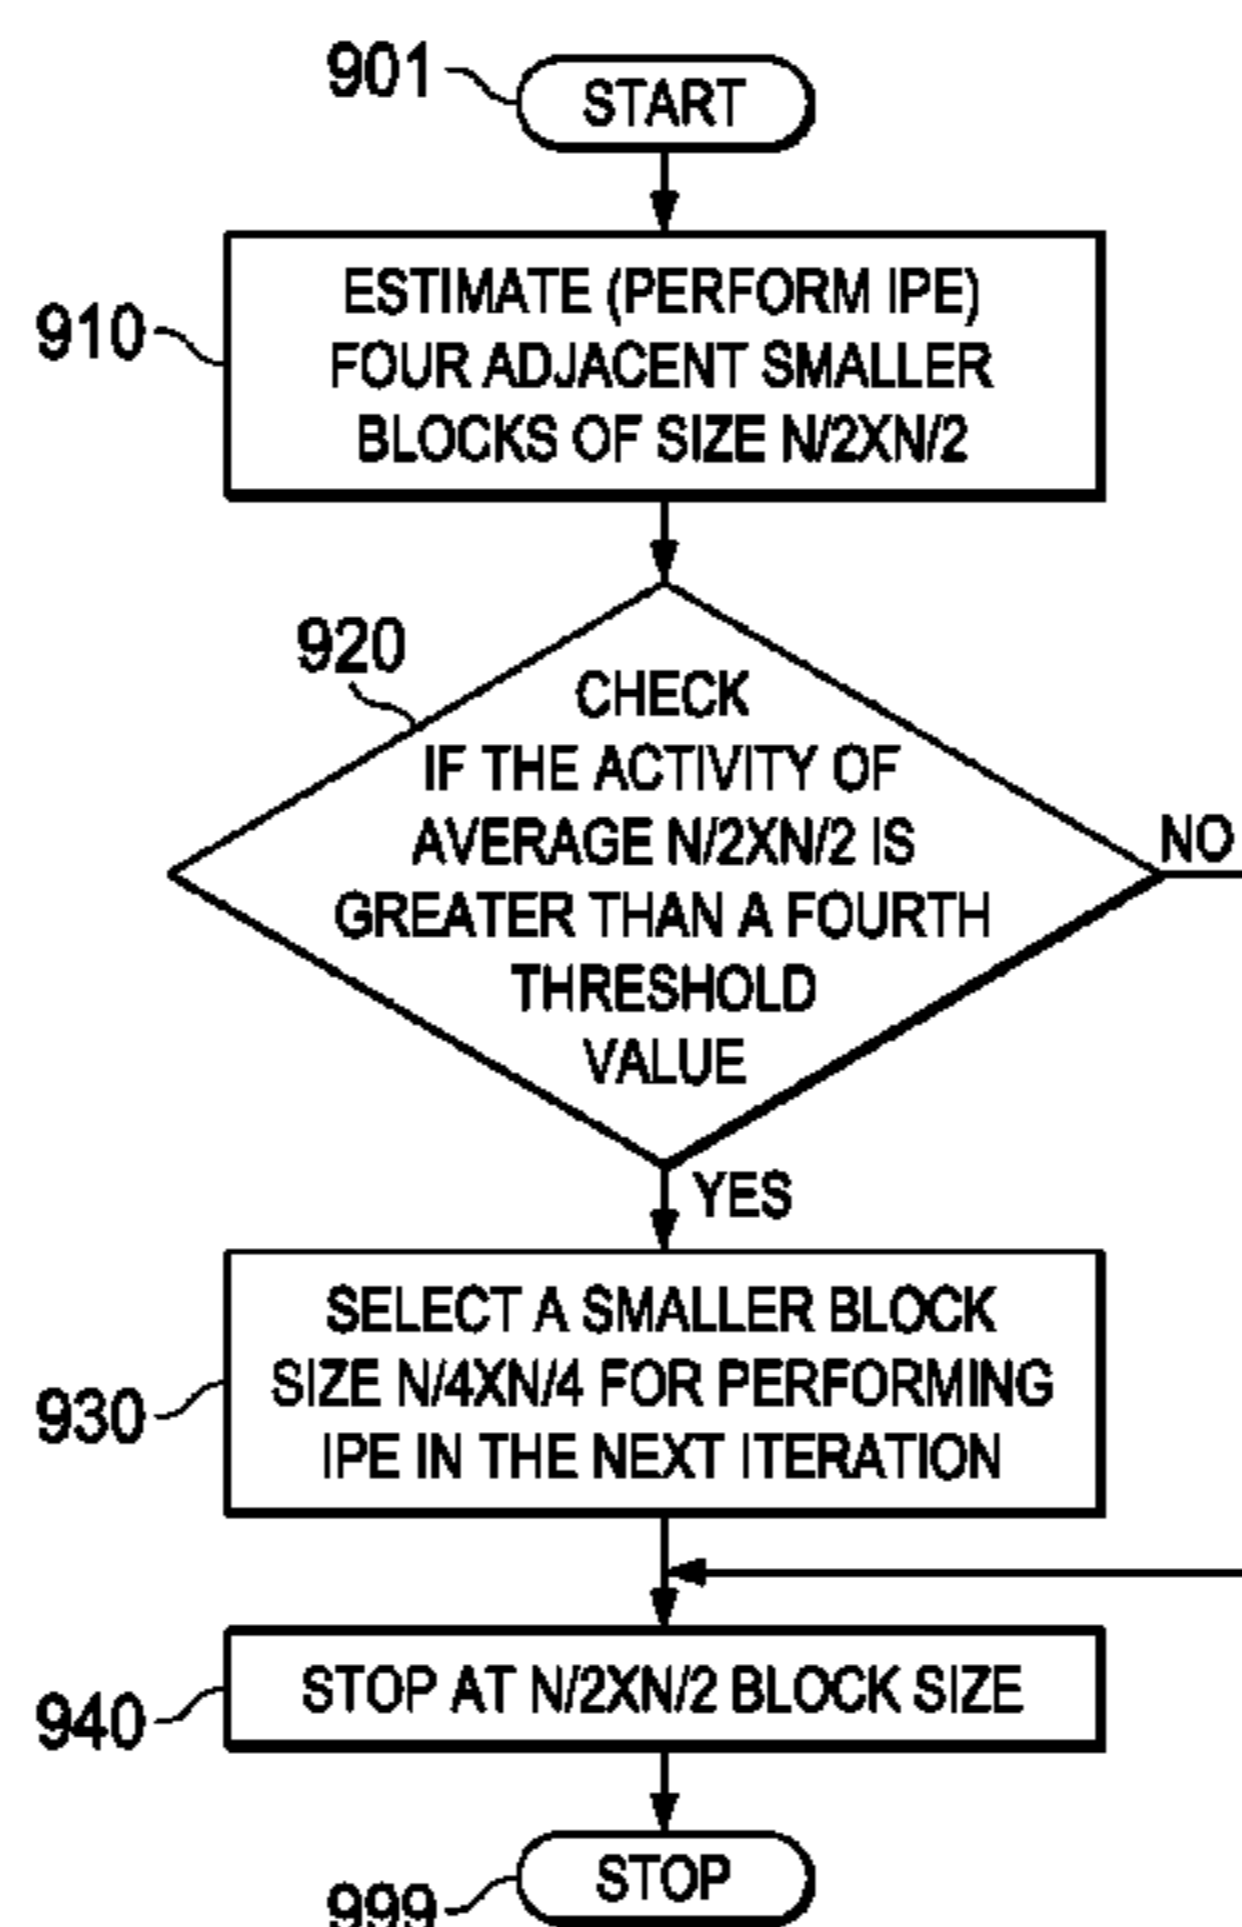 901
START
910
ESTIMATE (PERFORM IPE)
FOUR ADJACENT SMALLER
BLOCKS OF SIZE N/2XN/2
920
CHECK
IF THE ACTIVITY OF
AVERAGE N/2XN/2 IS
GREATER THAN A FOURTH
THRESHOLD
VALUE
NO
YES
930
SELECT A SMALLER BLOCK
SIZE N/4XN/4 FOR PERFORMING
IPE IN THE NEXT ITERATION
940
STOP AT N/2XN/2 BLOCK SIZE
999
STOP